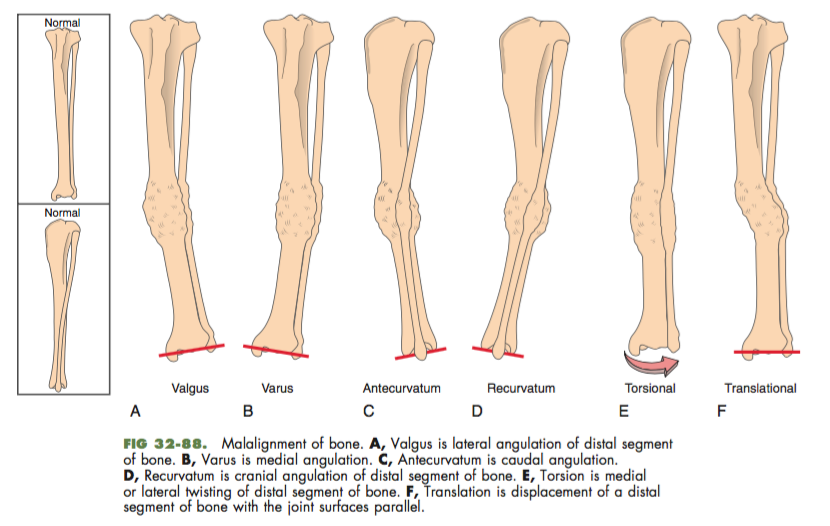 Normal
Normal
Valgus
Varus
Antecurvatum
Recurvatum
Torsional
Translational
A
B
C
D
E
F
FIG 32-88. Malalignment of bone. A, Valgus is lateral angulation of distal segment
of bone. B, Varus is medial angulation. C, Antecurvatum is caudal angulation.
D, Recurvatum is cranial angulation of distal segment of bone. E, Torsion is medial
or lateral twisting of distal segment of bone. F, Translation is displacement of a distal
segment of bone with the joint surfaces parallel.